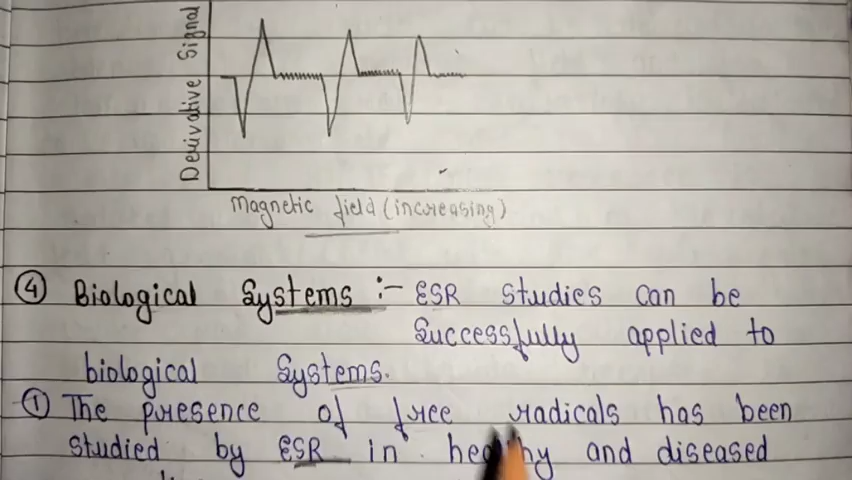 Derivative Signal
Magnetic field (increasing)
④ Biological Systems :- ESR Studies can be
Successfully applied to
biological Systems.
① The presence of free radicals has been
studied by ESR in healthy and diseased